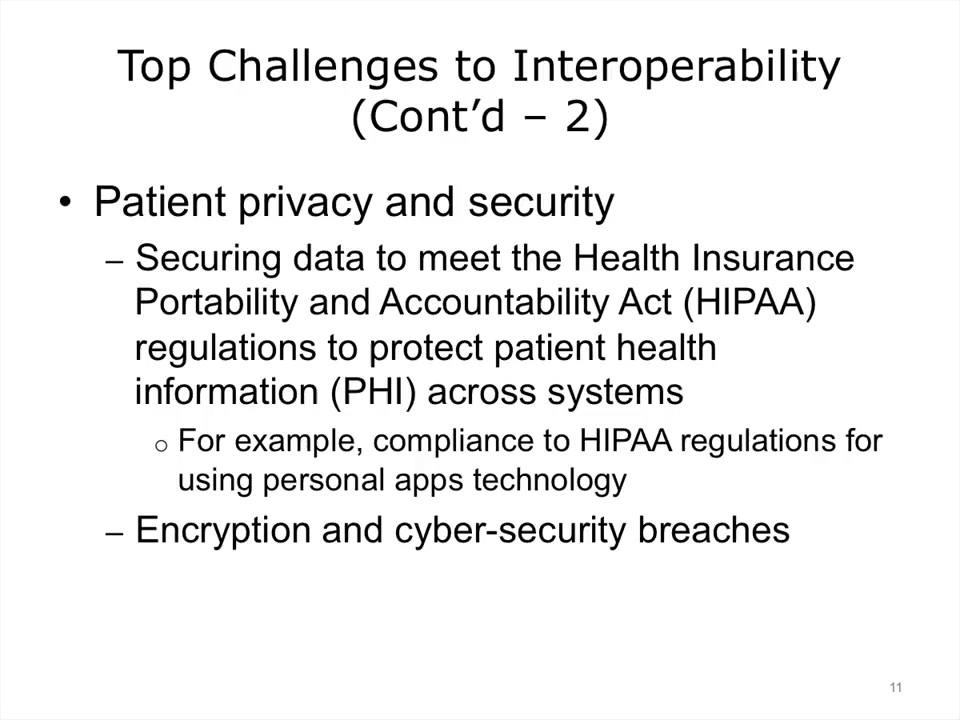 Top Challenges to Interoperability
(Cont’d – 2)
• Patient privacy and security
– Securing data to meet the Health Insurance
Portability and Accountability Act (HIPAA)
regulations to protect patient health
information (PHI) across systems
o For example, compliance to HIPAA regulations for
using personal apps technology
– Encryption and cyber-security breaches
11